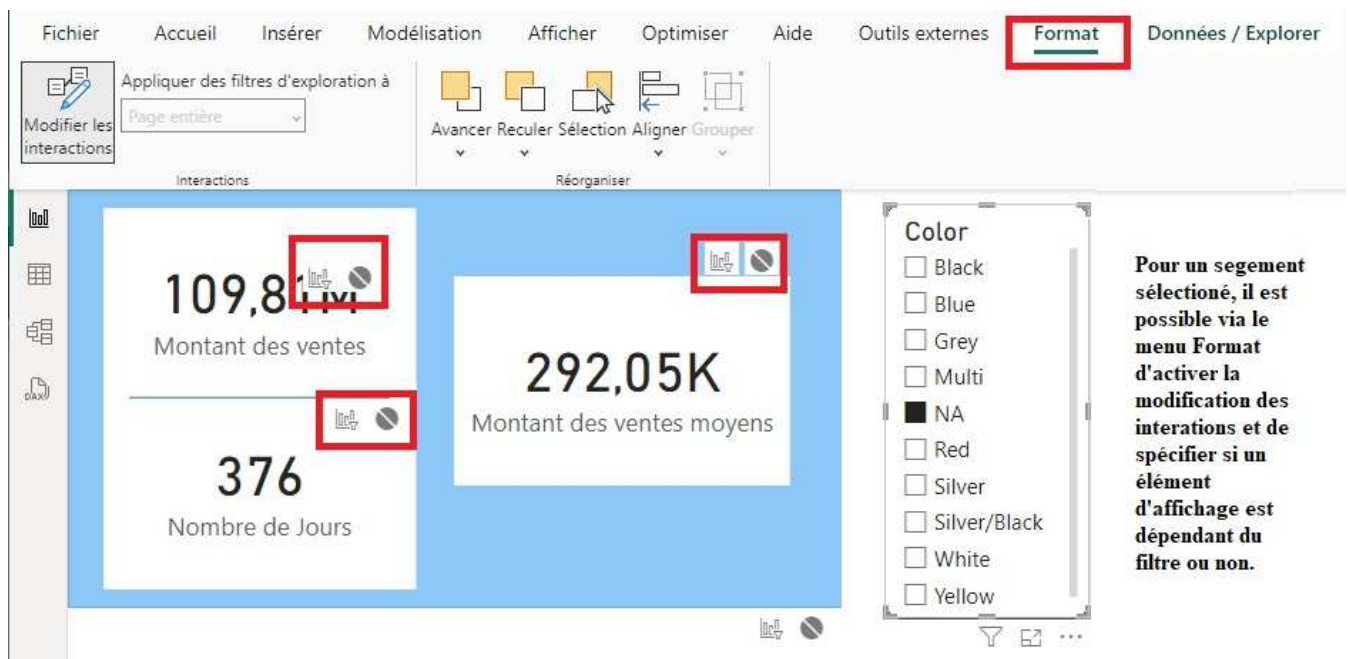 Fichier Accueil Insérer Modélisation Afficher Optimiser Aide Outils externes Format Données / Explorer
Modifier les
interactions
Appliquer des filtres d'exploration à
Page entière
Interactions
Avancer Reculer Sélection Aligner Grouper
Réorganiser
DAX
109,81M
Montant des ventes
376
Nombre de Jours
292,05K
Montant des ventes moyens
Color
Black
Blue
Grey
Multi
NA
Red
Silver
Silver/Black
White
Yellow
Pour un segement
sélectioné, il est
possible via le
menu Format
d'activer la
modification des
interations et de
spécifier si un
élément
d'affichage est
dépendant du
filtre ou non.